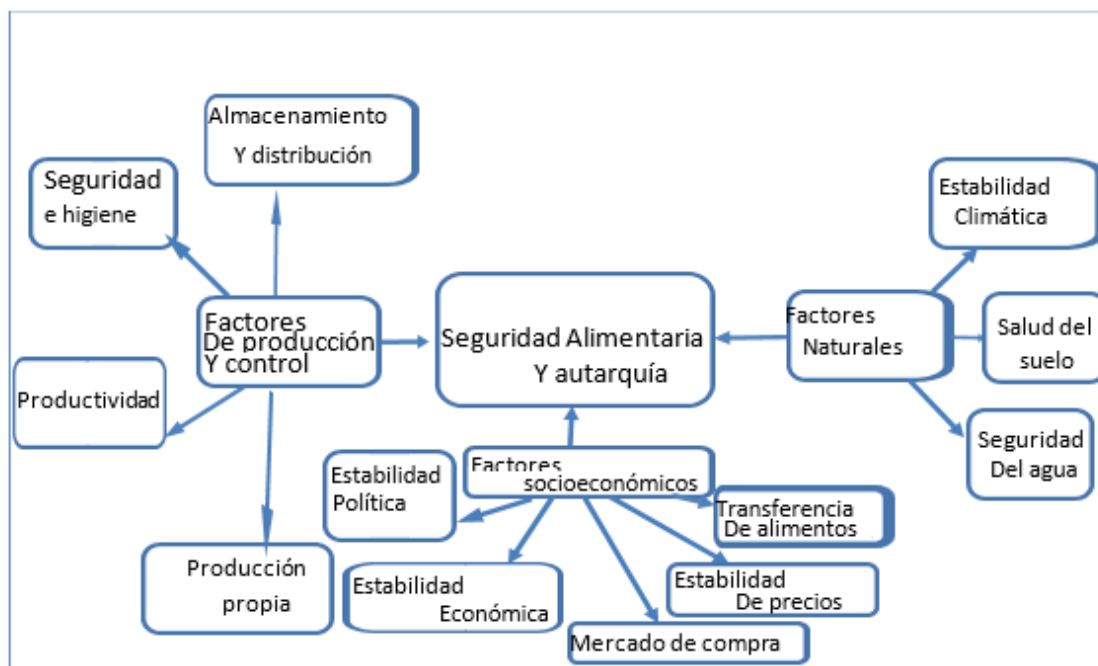 Almacenamiento
Y distribución
Seguridad
e higiene
Estabilidad
Climática
Factores
De producción
Y control
Seguridad Alimentaria
Y autarquía
Factores
Naturales
Salud del
suelo
Productividad
Seguridad
Del agua
Factores
socioeconómicos
Estabilidad
Política
Transferencia
De alimentos
Producción
propia
Estabilidad
Económica
Estabilidad
De precios
Mercado de compra